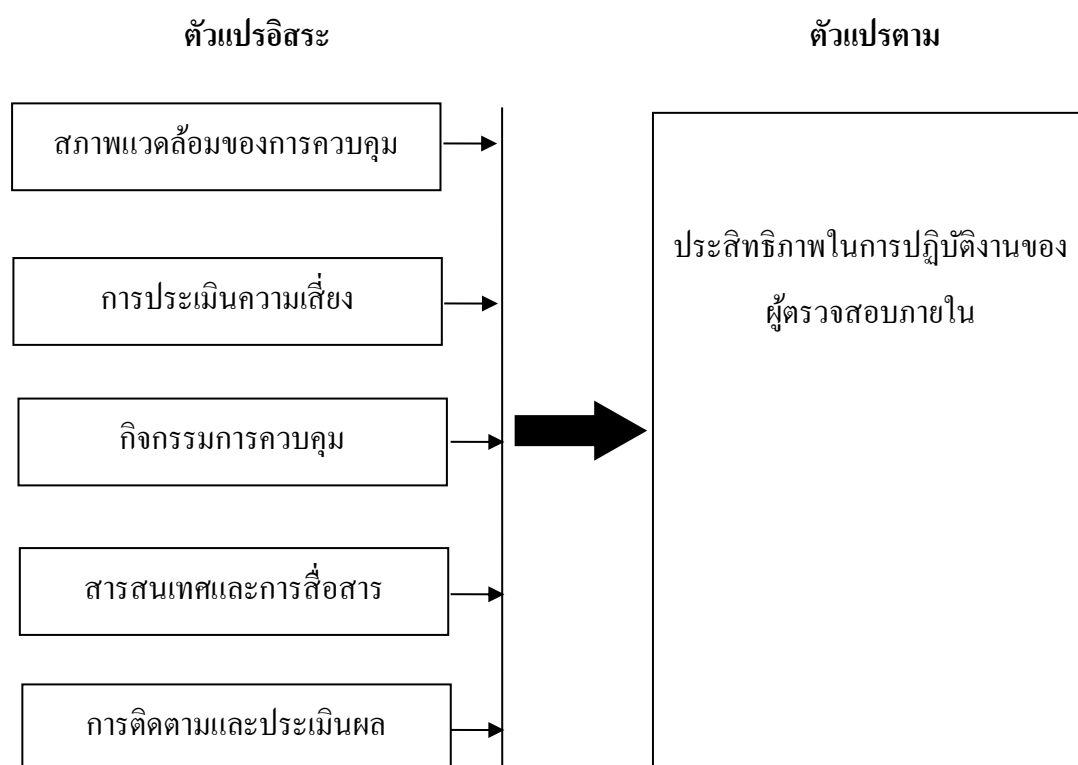 ตัวแปรอิสระ
ตัวแปรตาม
สภาพแวดล้อมของการควบคุม
การประเมินความเสี่ยง
กิจกรรมการควบคุม
สารสนเทศและการสื่อสาร
การติดตามและประเมินผล
ประสิทธิภาพในการปฏิบัติงานของ
ผู้ตรวจสอบภายใน